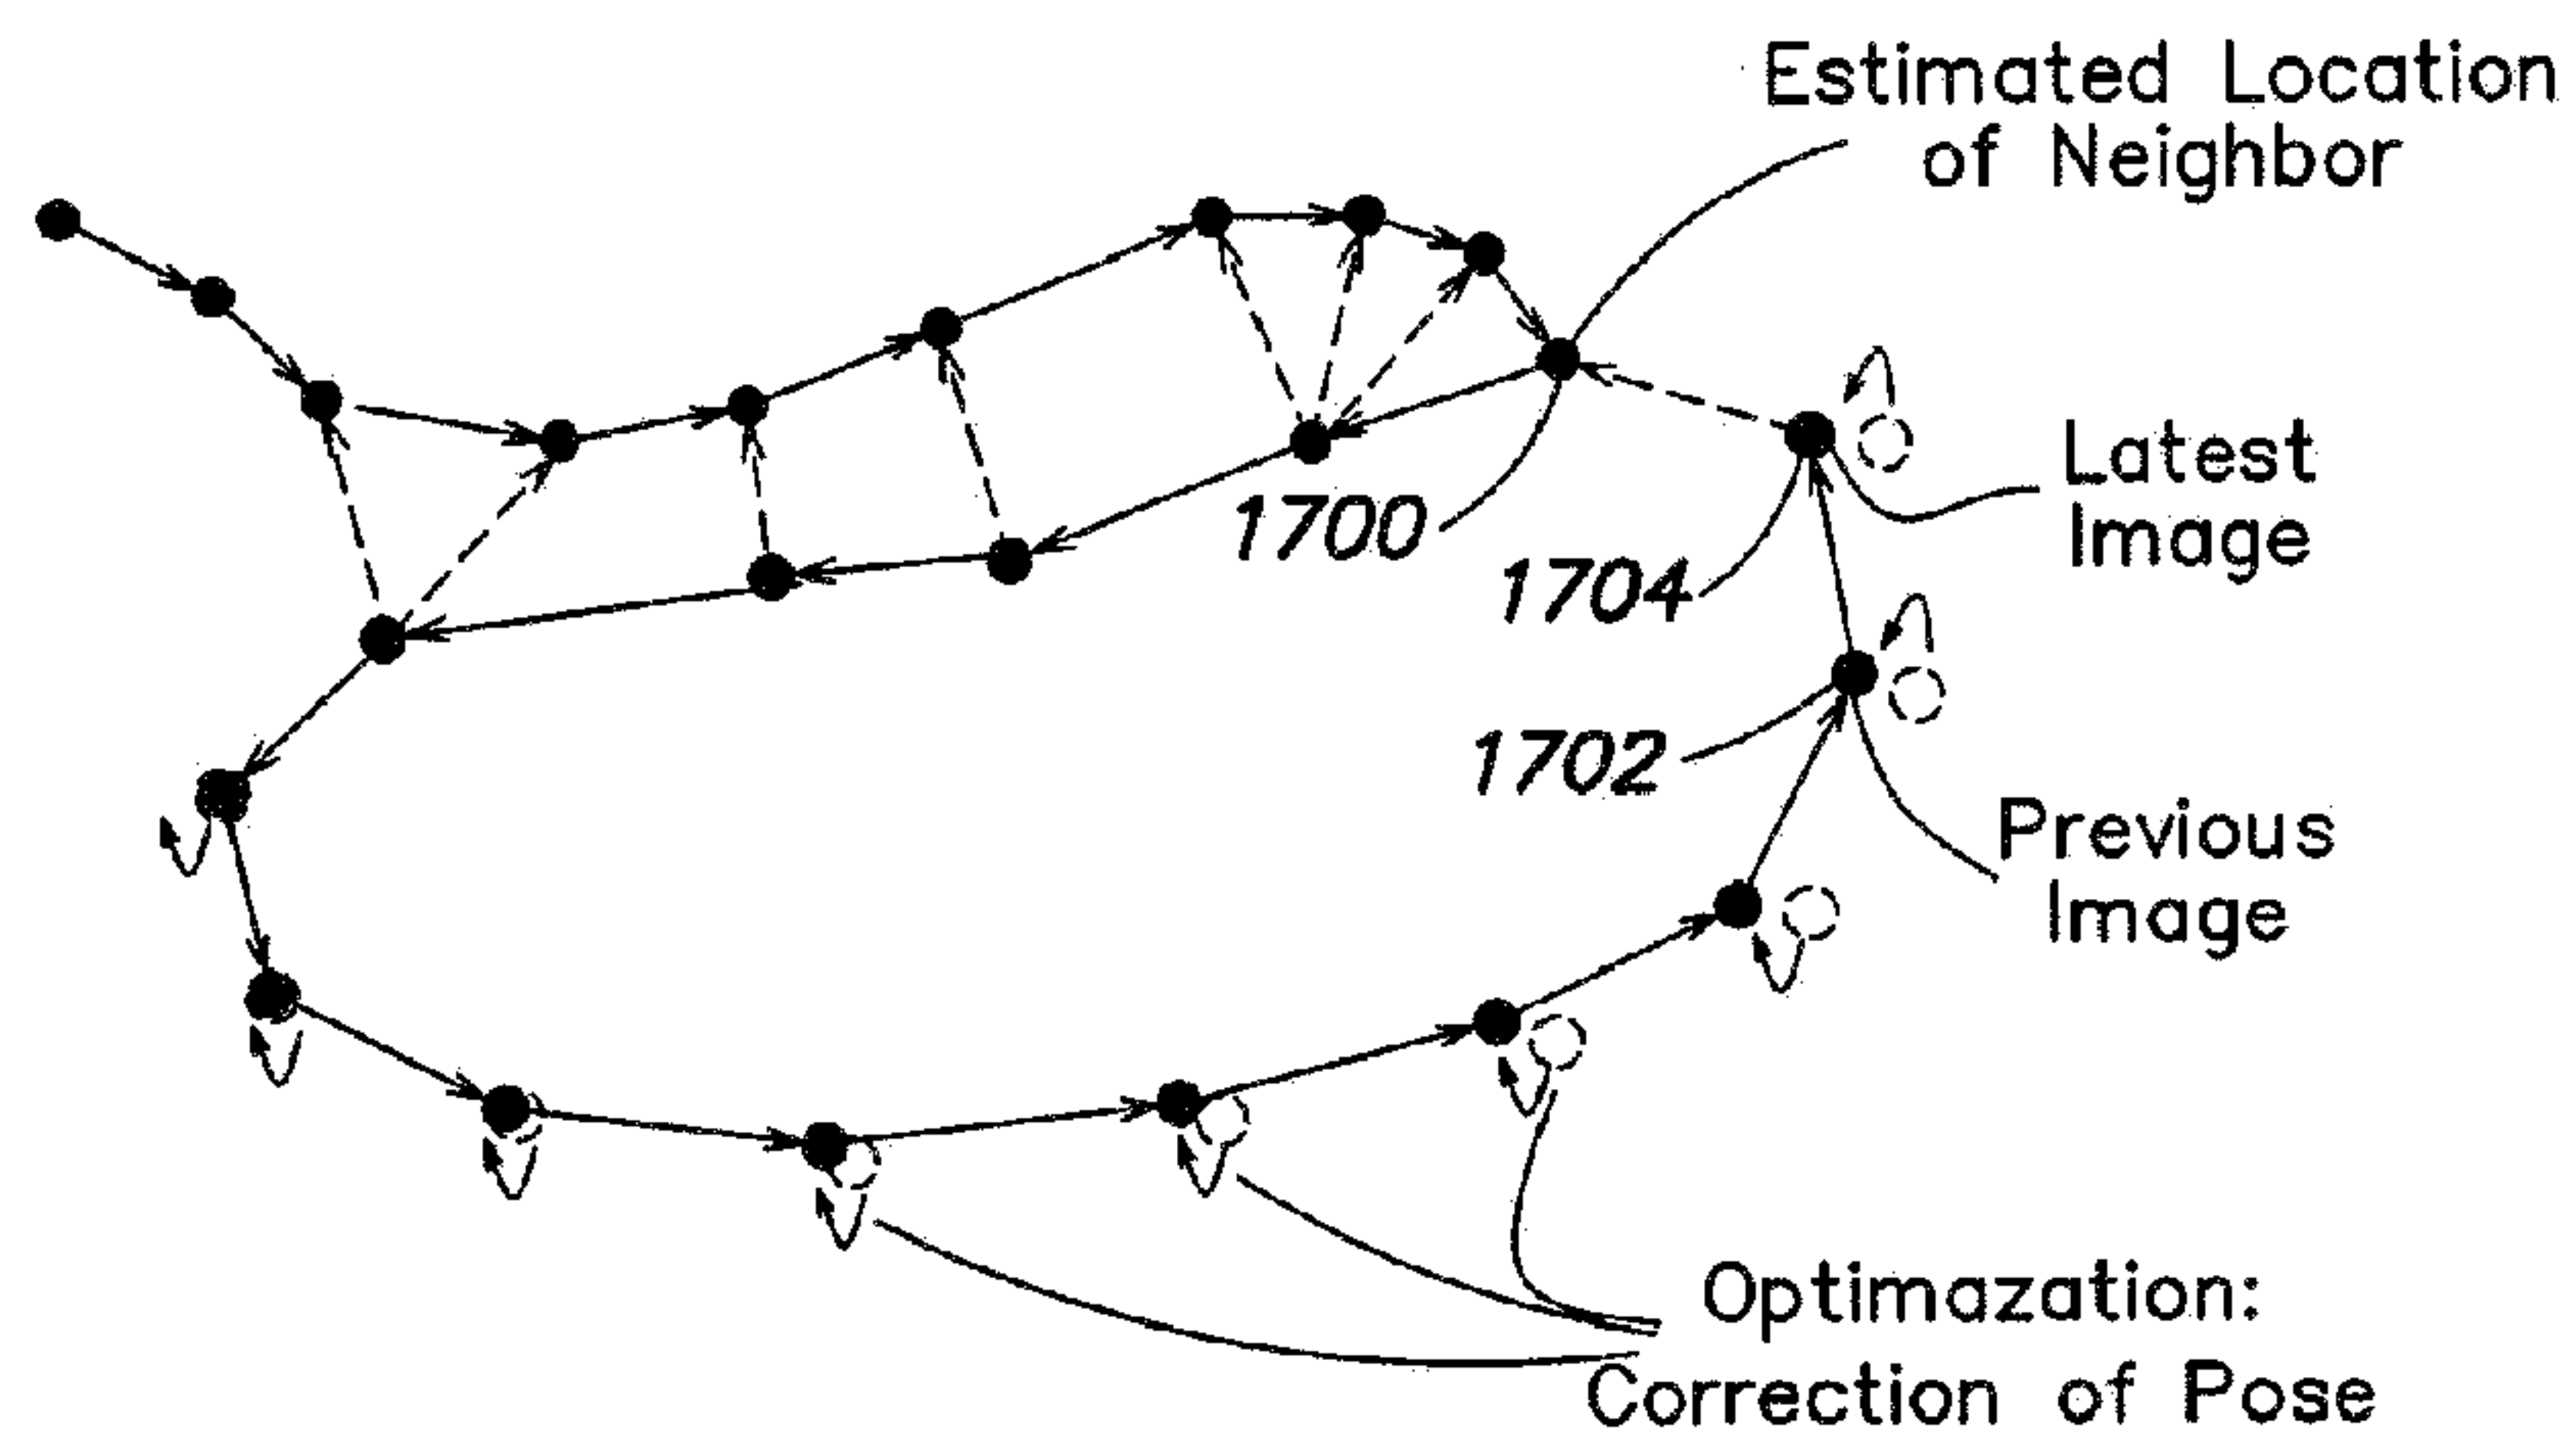 Estimated Location
of Neighbor
1700
Latest
Image
1704
1702
Previous
Image
Optimazation:
Correction of Pose